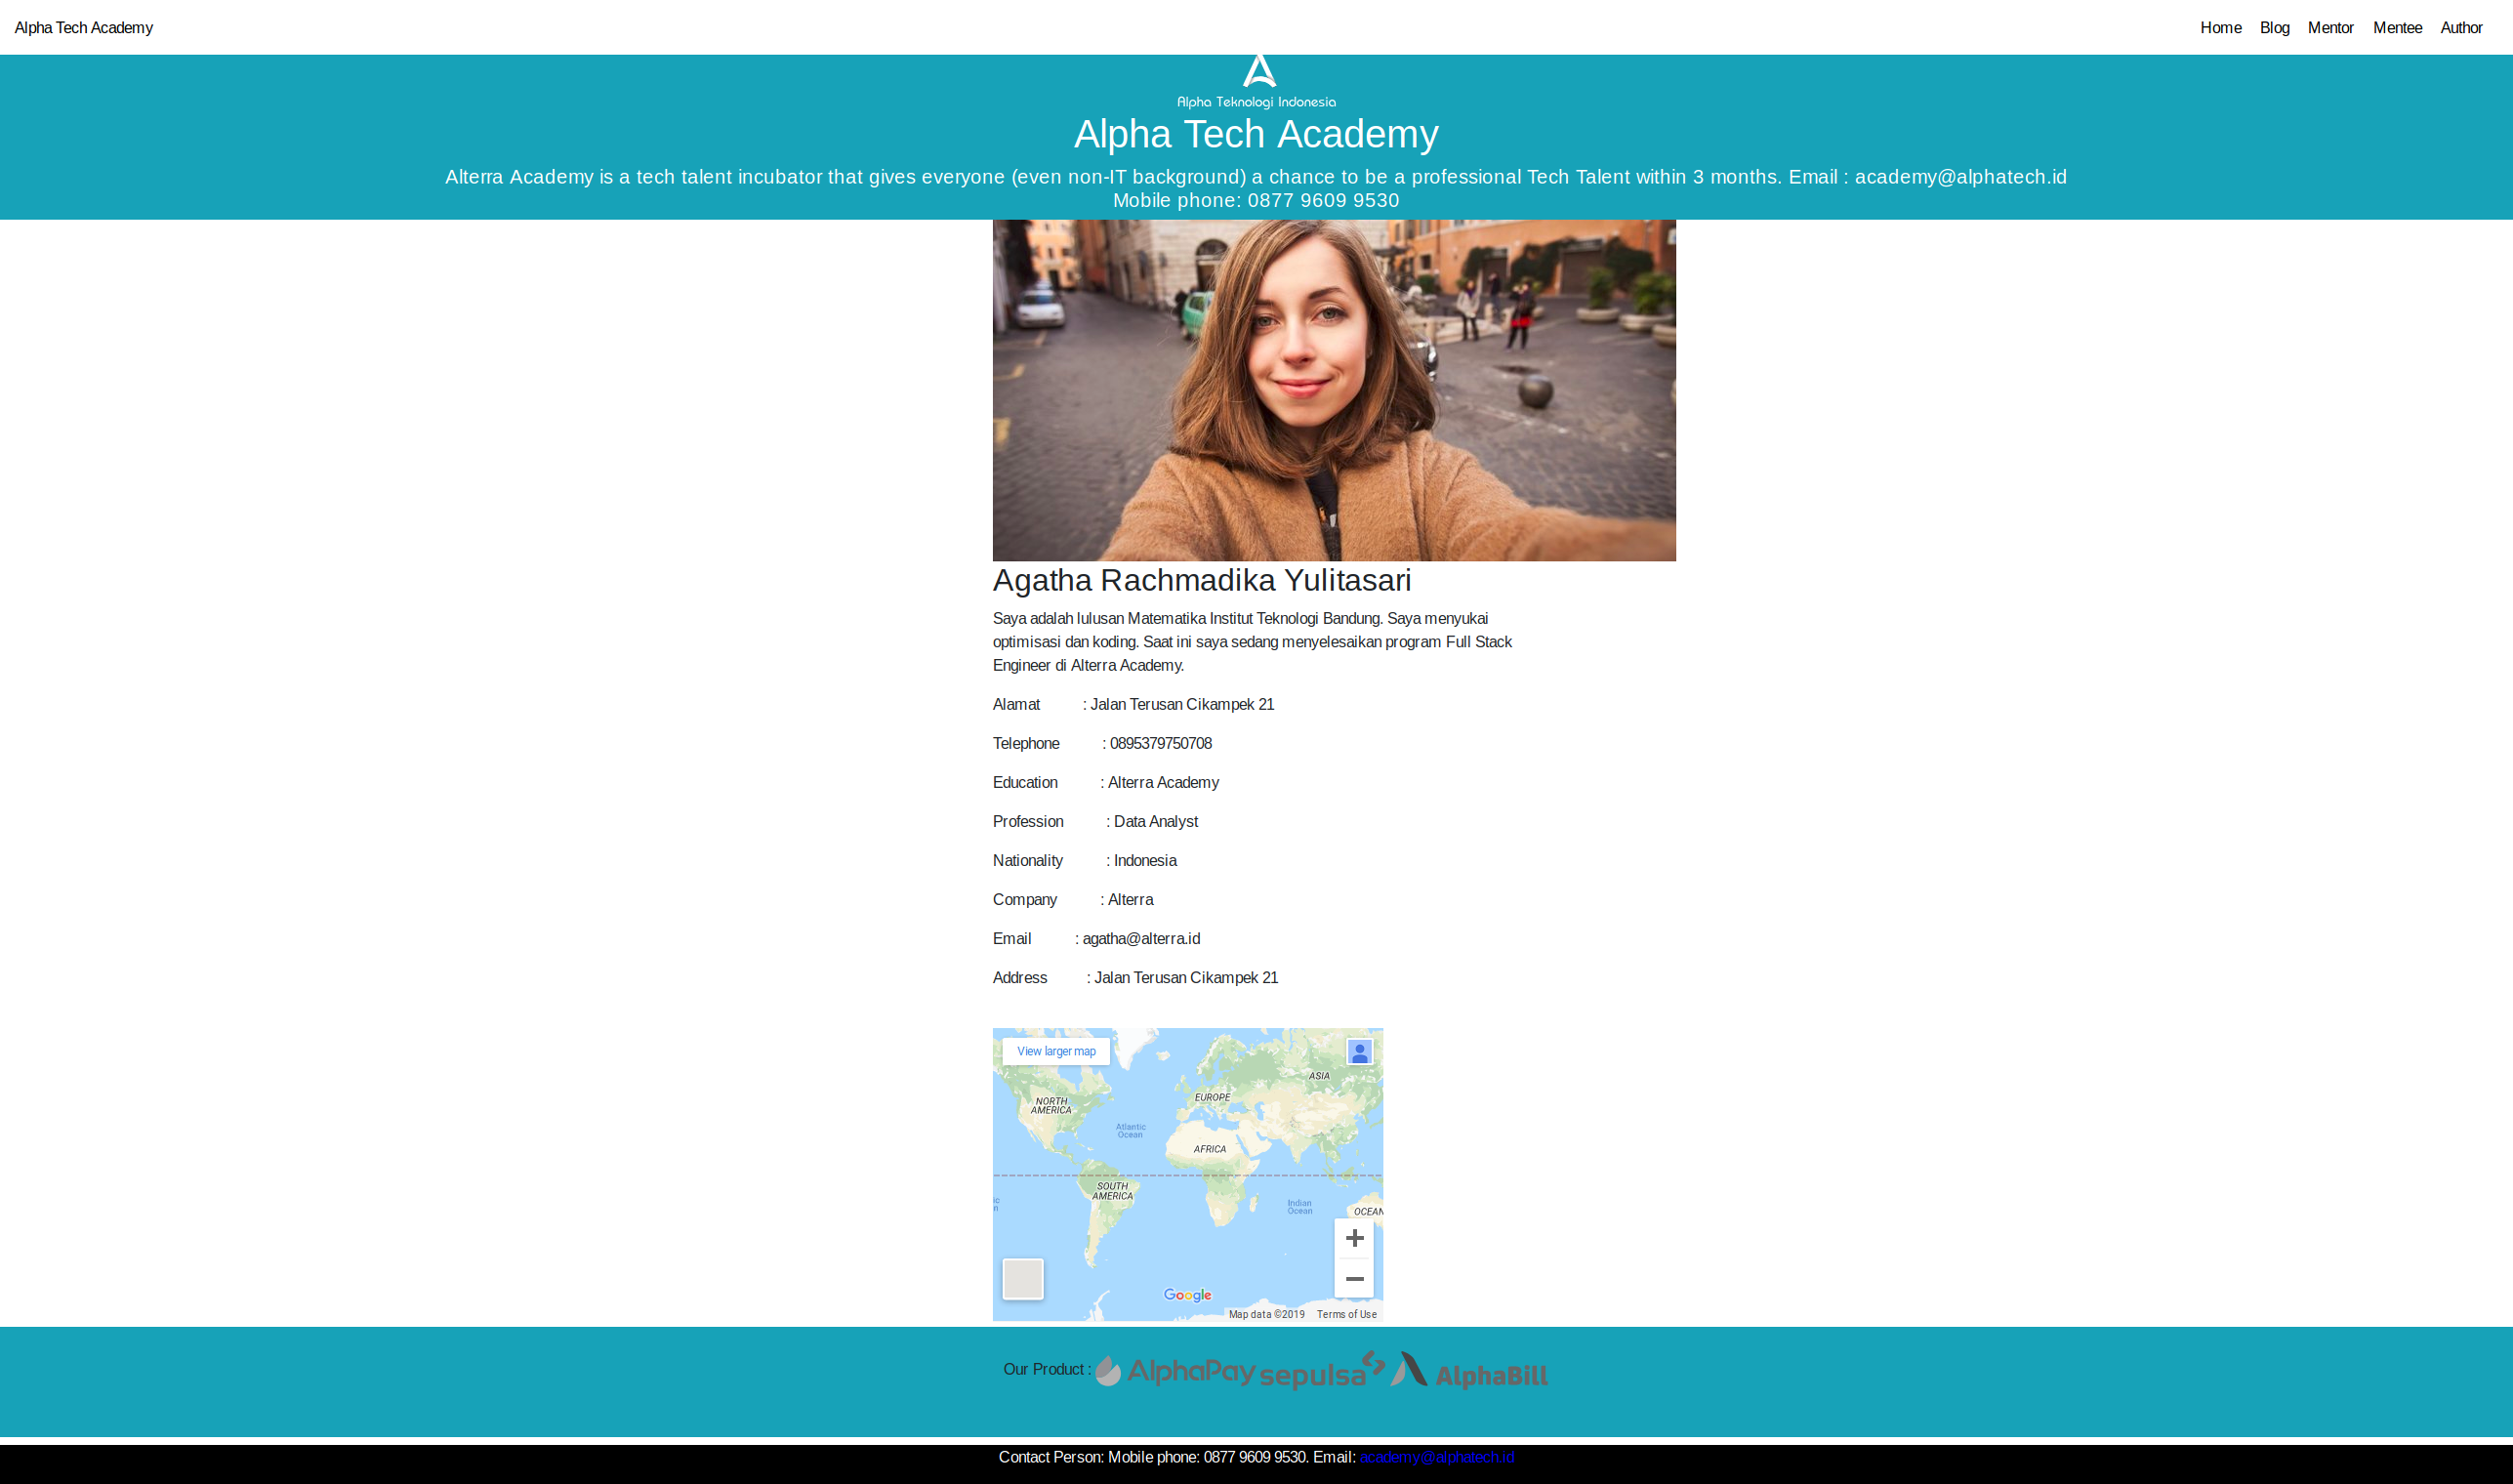 Alpha Tech Academy
Home Blog Mentor Mentee Author
Alpha Teknologi Indonesia
Alpha Tech Academy
Alterra Academy is a tech talent incubator that gives everyone (even non-IT background) a chance to be a professional Tech Talent within 3 months. Email : academy@alphatech.id
Mobile phone: 0877 9609 9530
Agatha Rachmadika Yulitasari
Saya adalah lulusan Matematika Institut Teknologi Bandung. Saya menyukai
optimisasi dan koding. Saat ini saya sedang menyelesaikan program Full Stack
Engineer di Alterra Academy.
Alamat : Jalan Terusan Cikampek 21
Telephone : 0895379750708
Education : Alterra Academy
Profession : Data Analyst
Nationality : Indonesia
Company : Alterra
Email : agatha@alterra.id
Address : Jalan Terusan Cikampek 21
View larger map
ASIA
EUROPE
NORTH
AMERICA
Atlantic
Ocean
AFRICA
SOUTH
AMERICA
Indian
Ocean
OCEAN
Google
Map data ©2019 Terms of Use
Our Product : AlphaPay sepulsa AlphaBill
Contact Person: Mobile phone: 0877 9609 9530. Email: academy@alphatech.id